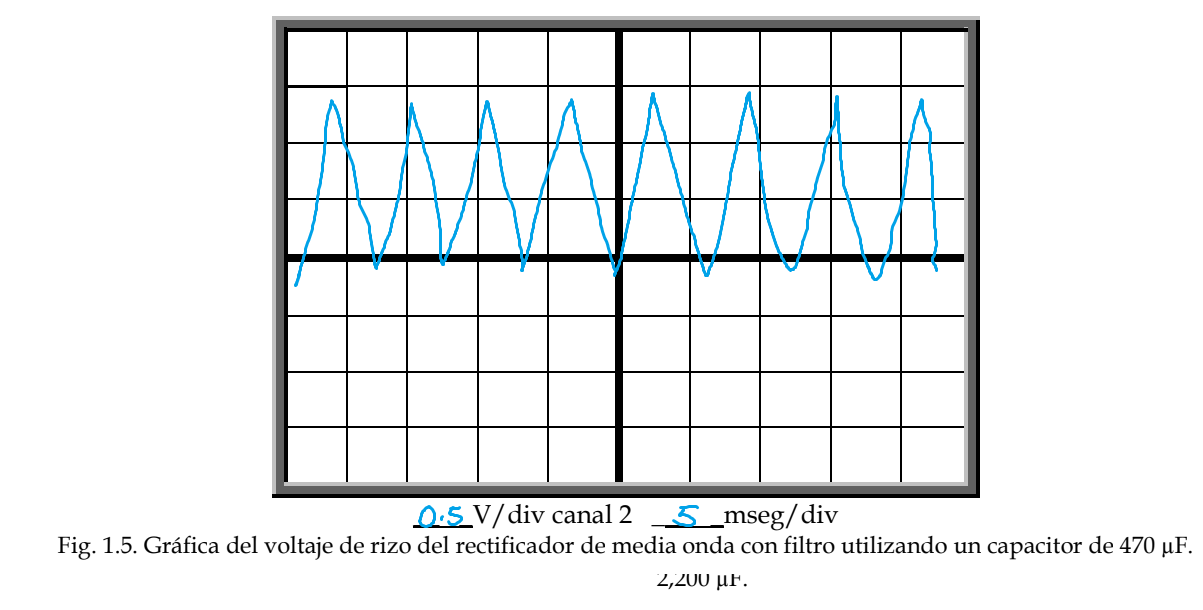 0.5 V/div canal 2 5 mseg/div
Fig. 1.5. Gráfica del voltaje de rizo del rectificador de media onda con filtro utilizando un capacitor de 470 µF.
2,200 µF.